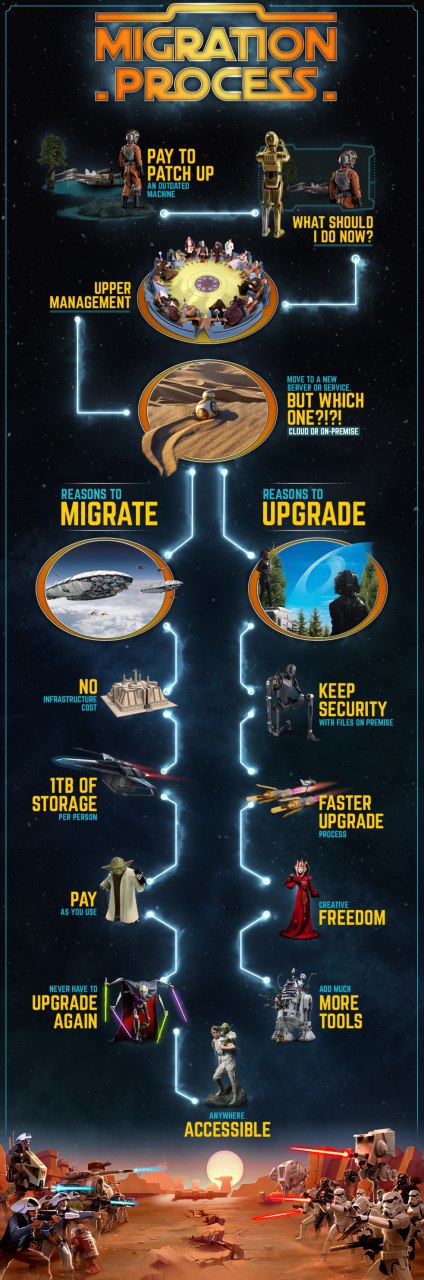 MIGRATION
.PROCESS.
PAY TO
PATCH UP
AN OUTDATED
MACHINE
WHAT SHOULD
I DO NOW?
UPPER
MANAGEMENT
MOVE TO A NEW
SERVER OR SERVICE,
BUT WHICH
ONE?!?!
CLOUD OR ON-PREMISE
REASONS TO
MIGRATE
REASONS TO
UPGRADE
NO
INFRASTRUCTURE
COST
KEEP
SECURITY
WITH FILES ON PREMISE
1TB OF
STORAGE
PER PERSON
FASTER
UPGRADE
PROCESS
PAY
AS YOU USE
CREATIVE
FREEDOM
NEVER HAVE TO
UPGRADE
AGAIN
ADD MUCH
MORE
TOOLS
ANYWHERE
ACCESSIBLE